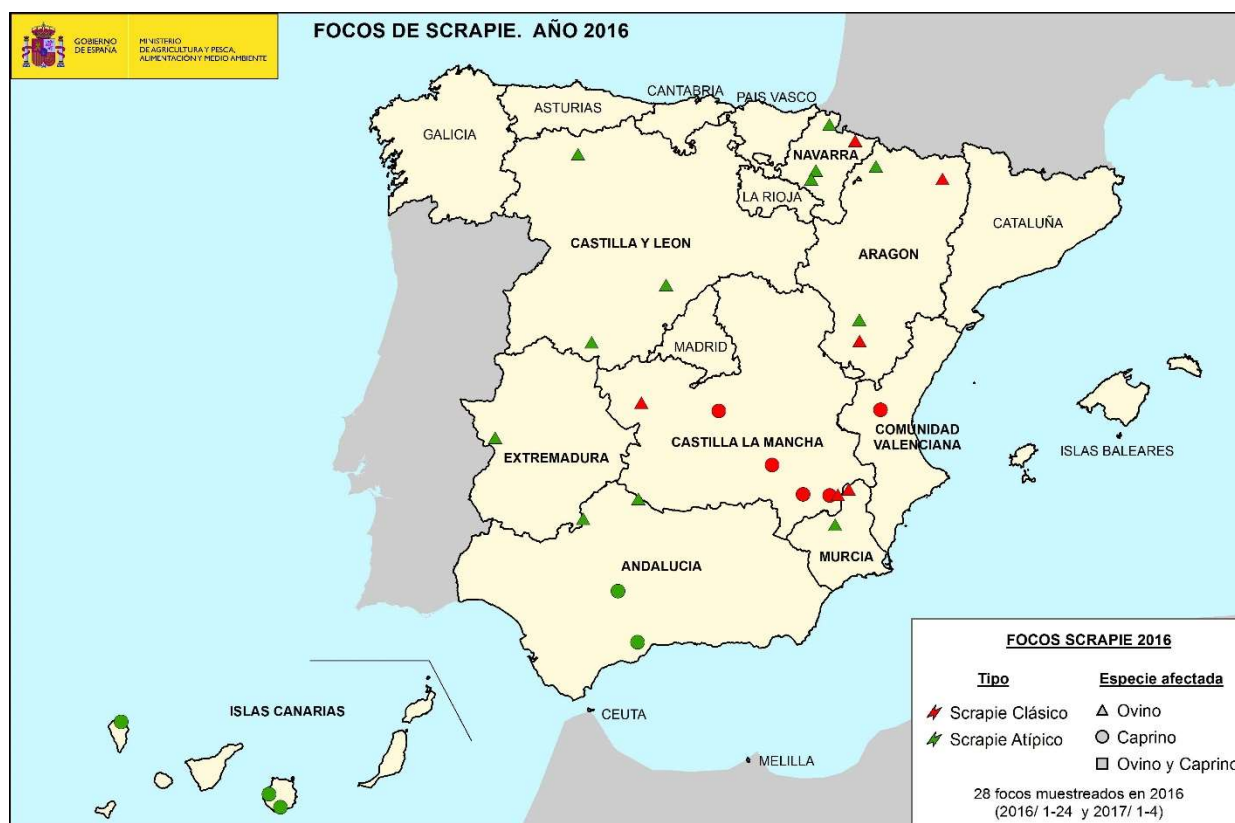 GOBIERNO
DE ESPAÑA
MINISTERIO
DE AGRICULTURA Y PESCA,
ALIMENTACIÓN Y MEDIO AMBIENTE
FOCOS DE SCRAPIE. AÑO 2016
CANTABRIA
PAIS VASCO
ASTURIAS
GALICIA
NAVARRA
LA RIOJA
CATALUÑA
CASTILLA Y LEON
ARAGON
MADRID
COMUNIDAD
VALENCIANA
CASTILLA LA MANCHA
ISLAS BALEARES
EXTREMADURA
MURCIA
ANDALUCIA
ISLAS CANARIAS
CEUTA
MELILLA
FOCOS SCRAPIE 2016
Tipo
Especie afectada
Scrapie Clásico
Ovino
Scrapie Atípico
Caprino
Ovino y Caprino
28 focos muestreados en 2016
(2016/ 1-24 y 2017/ 1-4)